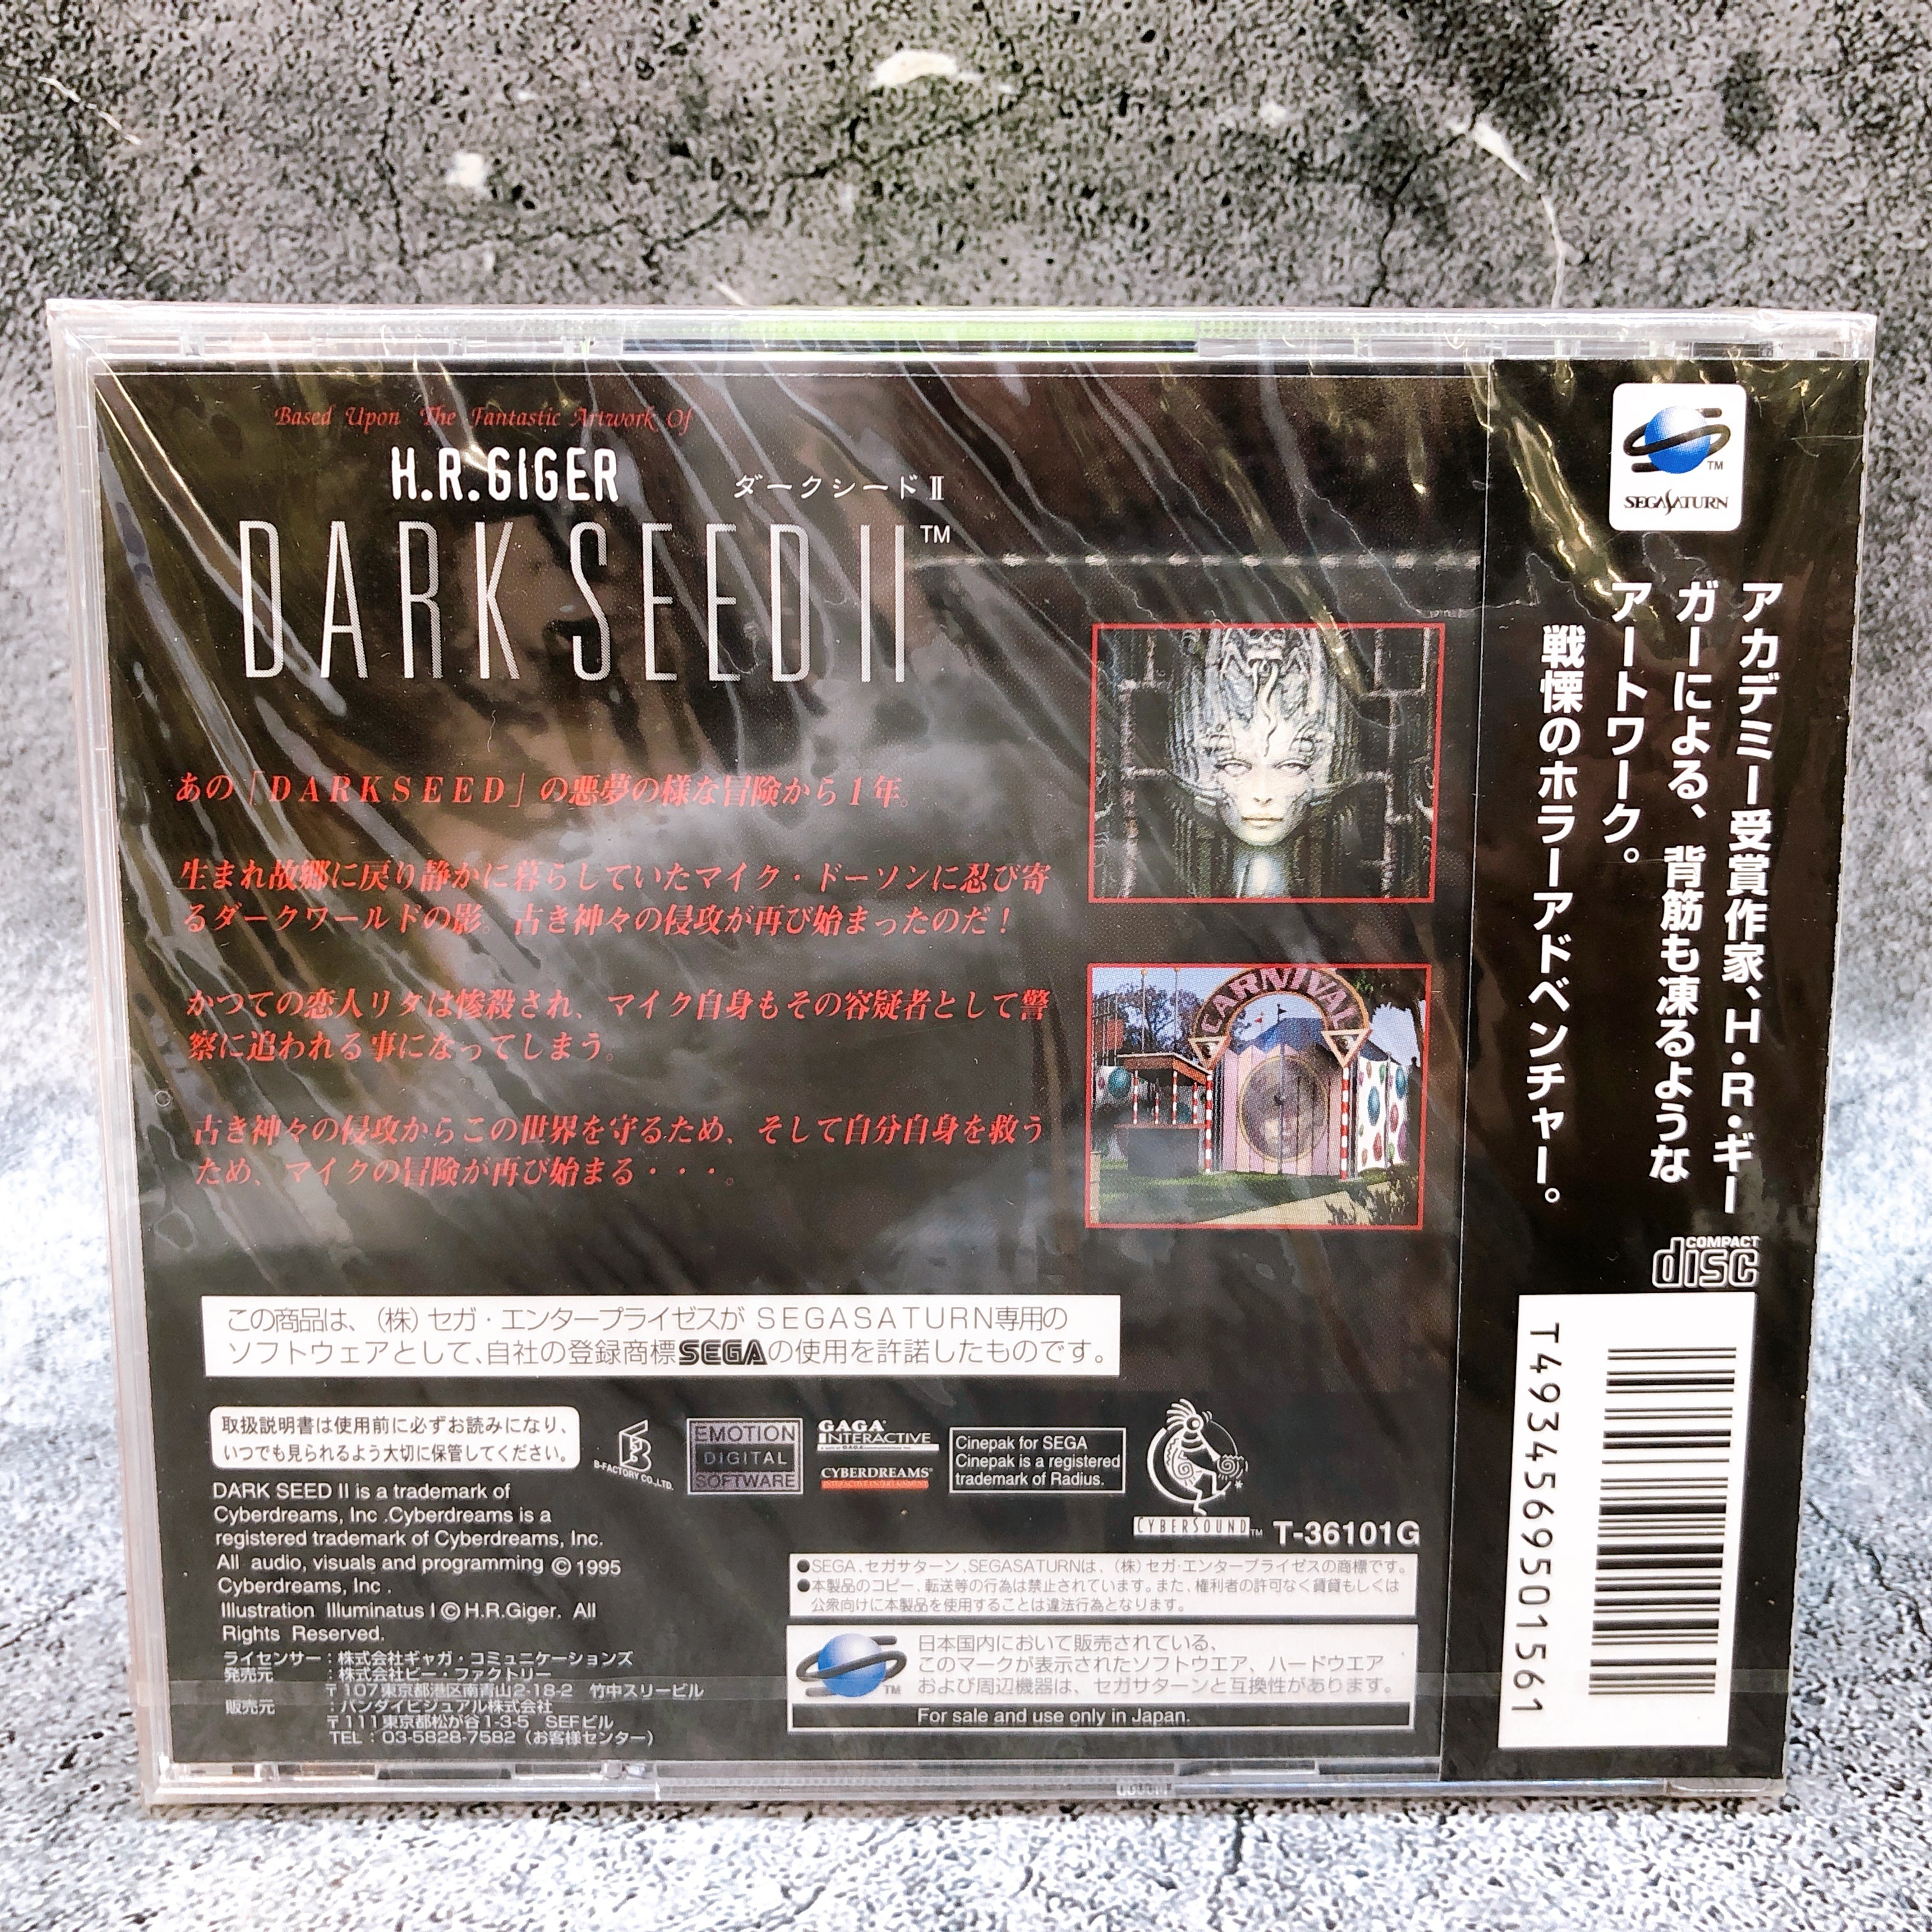 Based Upon The Fantastic Artwork Of
H.R.GIGER
ダークシードⅡ
DARK SEED II™
あの「DARKSEED」の悪夢の様な冒険から1年。
生まれ故郷に戻り静かに暮らしていたマイク・ドーソンに忍び寄
るダークワールドの影。古き神々の侵攻が再び始まったのだ！
かつての恋人リタは惨殺され、マイク自身もその容疑者として警
察に追われる事になってしまう。
古き神々の侵攻からこの世界を守るため、そして自分自身を救う
ため、マイクの冒険が再び始まる・・・。
CARNIVAL
この商品は、(株)セガ・エンタープライゼスが SEGASATURN専用の
ソフトウェアとして、自社の登録商標SEGAの使用を許諾したものです。
取扱説明書は使用前に必ずお読みになり、
いつでも見られるよう大切に保管してください。
B-FACTORY CO.,LTD.
EMOTION
DIGITAL
SOFTWARE
GAGA
INTERACTIVE
CYBERDREAMS®
INTERACTIVE ENTERTAINMENT
Cinepak for SEGA
Cinepak is a registered
trademark of Radius.
CYBERSOUND™
T-36101G
DARK SEED II is a trademark of
Cyberdreams, Inc .Cyberdreams is a
registered trademark of Cyberdreams, Inc.
All audio, visuals and programming © 1995
Cyberdreams, Inc .
Illustration Illuminatus I © H.R.Giger. All
Rights Reserved.
ライセンサー：株式会社ギャガ・コミュニケーションズ
発売元　　　：株式会社ビー・ファクトリー
〒107東京都港区南青山2-18-2 竹中スリービル
販売元　　　：バンダイビジュアル株式会社
〒111東京都松が谷1-3-5 SEFビル
TEL：03-5828-7582（お客様センター）
●SEGA、セガサターン、SEGASATURNは、(株)セガ・エンタープライゼスの商標です。
●本製品のコピー、転送等の行為は禁止されています。また、権利者の許可なく賃貸もしくは
公衆向けに本製品を使用することは違法行為となります。
日本国内において販売されている、
このマークが表示されたソフトウエア、ハードウエア
および周辺機器は、セガサターンと互換性があります。
For sale and use only in Japan.
TM
SEGASATURN
アカデミー受賞作家、H・R・ギー
ガーによる、背筋も凍るような
アートワーク。
戦慄のホラーアドベンチャー。
COMPACT
disc
T4934569501561